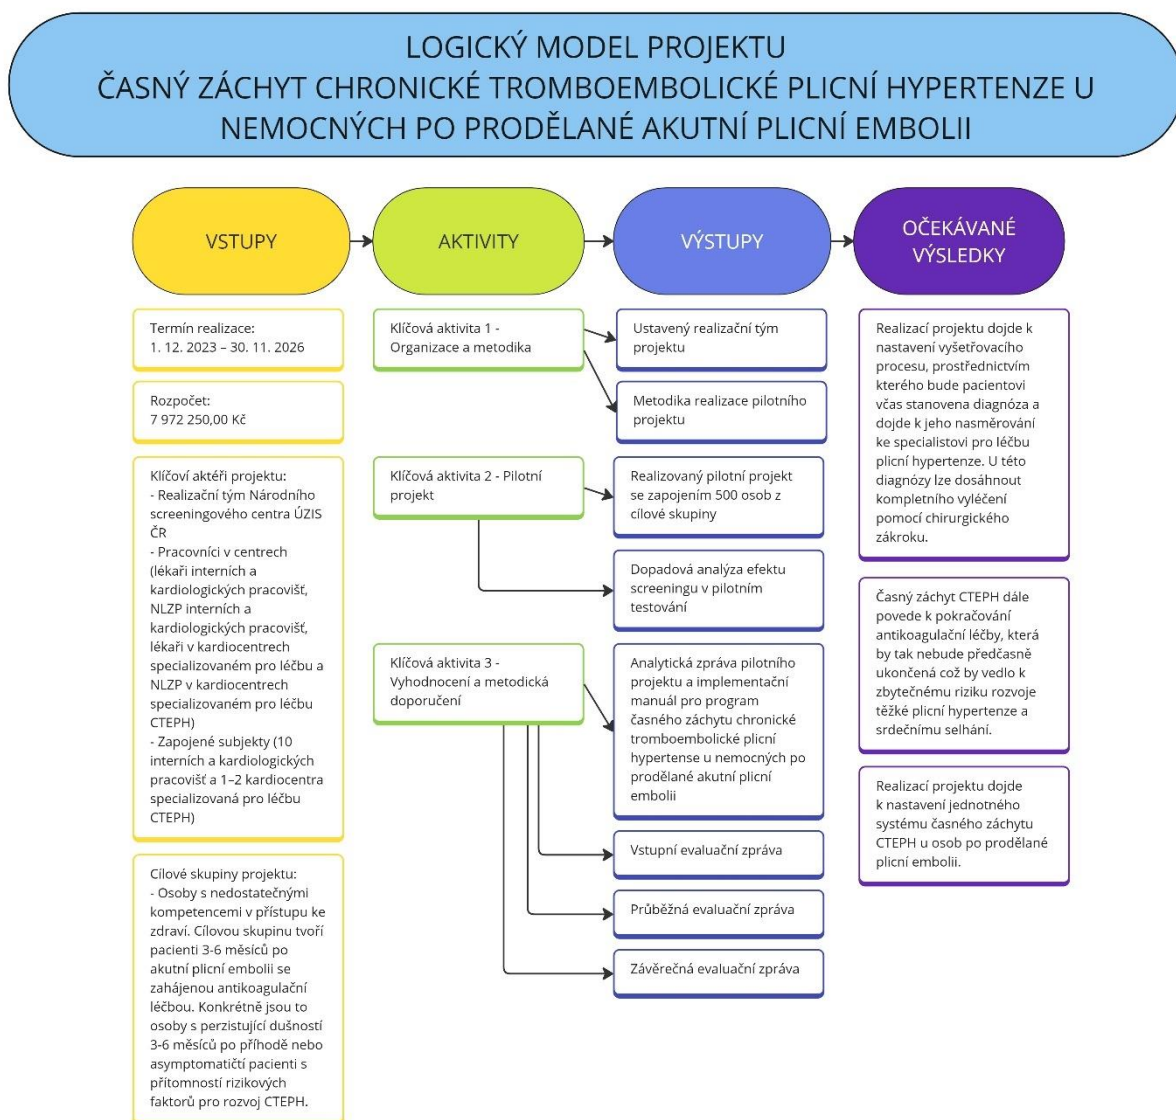 LOGICKÝ MODEL PROJEKTU
ČASNÝ ZÁCHYT CHRONICKÉ TROMBOEMBOLICKÉ PLICNÍ HYPERTENZE U
NEMOCNÝCH PO PRODĚLANÉ AKUTNÍ PLICNÍ EMBOLII
VSTUPY
Termín realizace:
1. 12. 2023 – 30. 11. 2026
Rozpočet:
7 972 250,00 Kč
Klíčoví aktéři projektu:
- Realizační tým Národního
screeningového centra ÚZIS
ČR
- Pracovníci v centrech
(lékaři interních a
kardiologických pracovišť,
NLZP interních a
kardiologických pracovišť,
lékaři v kardiocentrech
specializovaném pro léčbu a
NLZP v kardiocentrech
specializovaném pro léčbu
CTEPH)
- Zapojené subjekty (10
interních a kardiologických
pracovišť a 1–2 kardiocentra
specializovaná pro léčbu
CTEPH)
Cílové skupiny projektu:
- Osoby s nedostatečnými
kompetencemi v přístupu ke
zdraví. Cílovou skupinu tvoří
pacienti 3-6 měsíců po
akutní plicní embolii se
zahájenou antikoagulační
léčbou. Konkrétně jsou to
osoby s perzistující dušností
3-6 měsíců po příhodě nebo
asymptomatičtí pacienti s
přítomností rizikových
faktorů pro rozvoj CTEPH.
AKTIVITY
Klíčová aktivita 1 -
Organizace a metodika
Klíčová aktivita 2 - Pilotní
projekt
Klíčová aktivita 3 -
Vyhodnocení a metodická
doporučení
VÝSTUPY
Ustavený realizační tým
projektu
Metodika realizace pilotního
projektu
Realizovaný pilotní projekt
se zapojením 500 osob z
cílové skupiny
Dopadová analýza efektu
screeningu v pilotním
testování
Analytická zpráva pilotního
projektu a implementační
manuál pro program
časného záchytu chronické
tromboembolické plicní
hypertense u nemocných po
prodělané akutní plicní
embolii
Vstupní evaluační zpráva
Průběžná evaluační zpráva
Závěrečná evaluační zpráva
OČEKÁVANÉ
VÝSLEDKY
Realizací projektu dojde k
nastavení vyšetřovacího
procesu, prostřednictvím
kterého bude pacientovi
včas stanovena diagnóza a
dojde k jeho nasměrování
ke specialistovi pro léčbu
plicní hypertenze. U této
diagnózy lze dosáhnout
kompletního vyléčení
pomocí chirurgického
zákroku.
Časný záchyt CTEPH dále
povede k pokračování
antikoagulační léčby, která
by tak nebude předčasně
ukončená což by vedlo k
zbytečnému riziku rozvoje
těžké plicní hypertenze a
srdečnímu selhání.
Realizací projektu dojde
k nastavení jednotného
systému časného záchytu
CTEPH u osob po prodělané
plicní embolii.